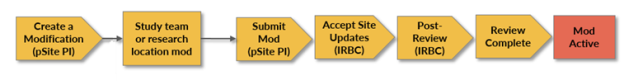 Create a
Modification
(pSite PI)
Study team
or research
location mod
Submit
Mod
(pSite PI)
Accept Site
Updates
(IRBC)
Post-
Review
(IRBC)
Review
Complete
Mod
Active